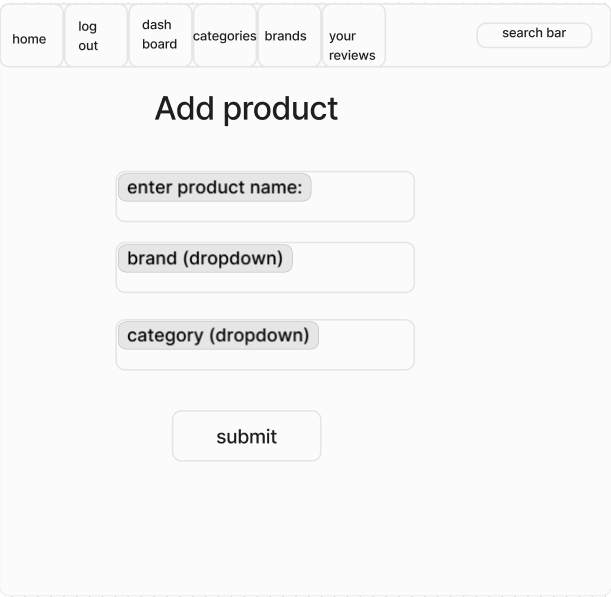 home
log
out
dash
board
categories
brands
your
reviews
search bar
Add product
enter product name:
brand (dropdown)
category (dropdown)
submit